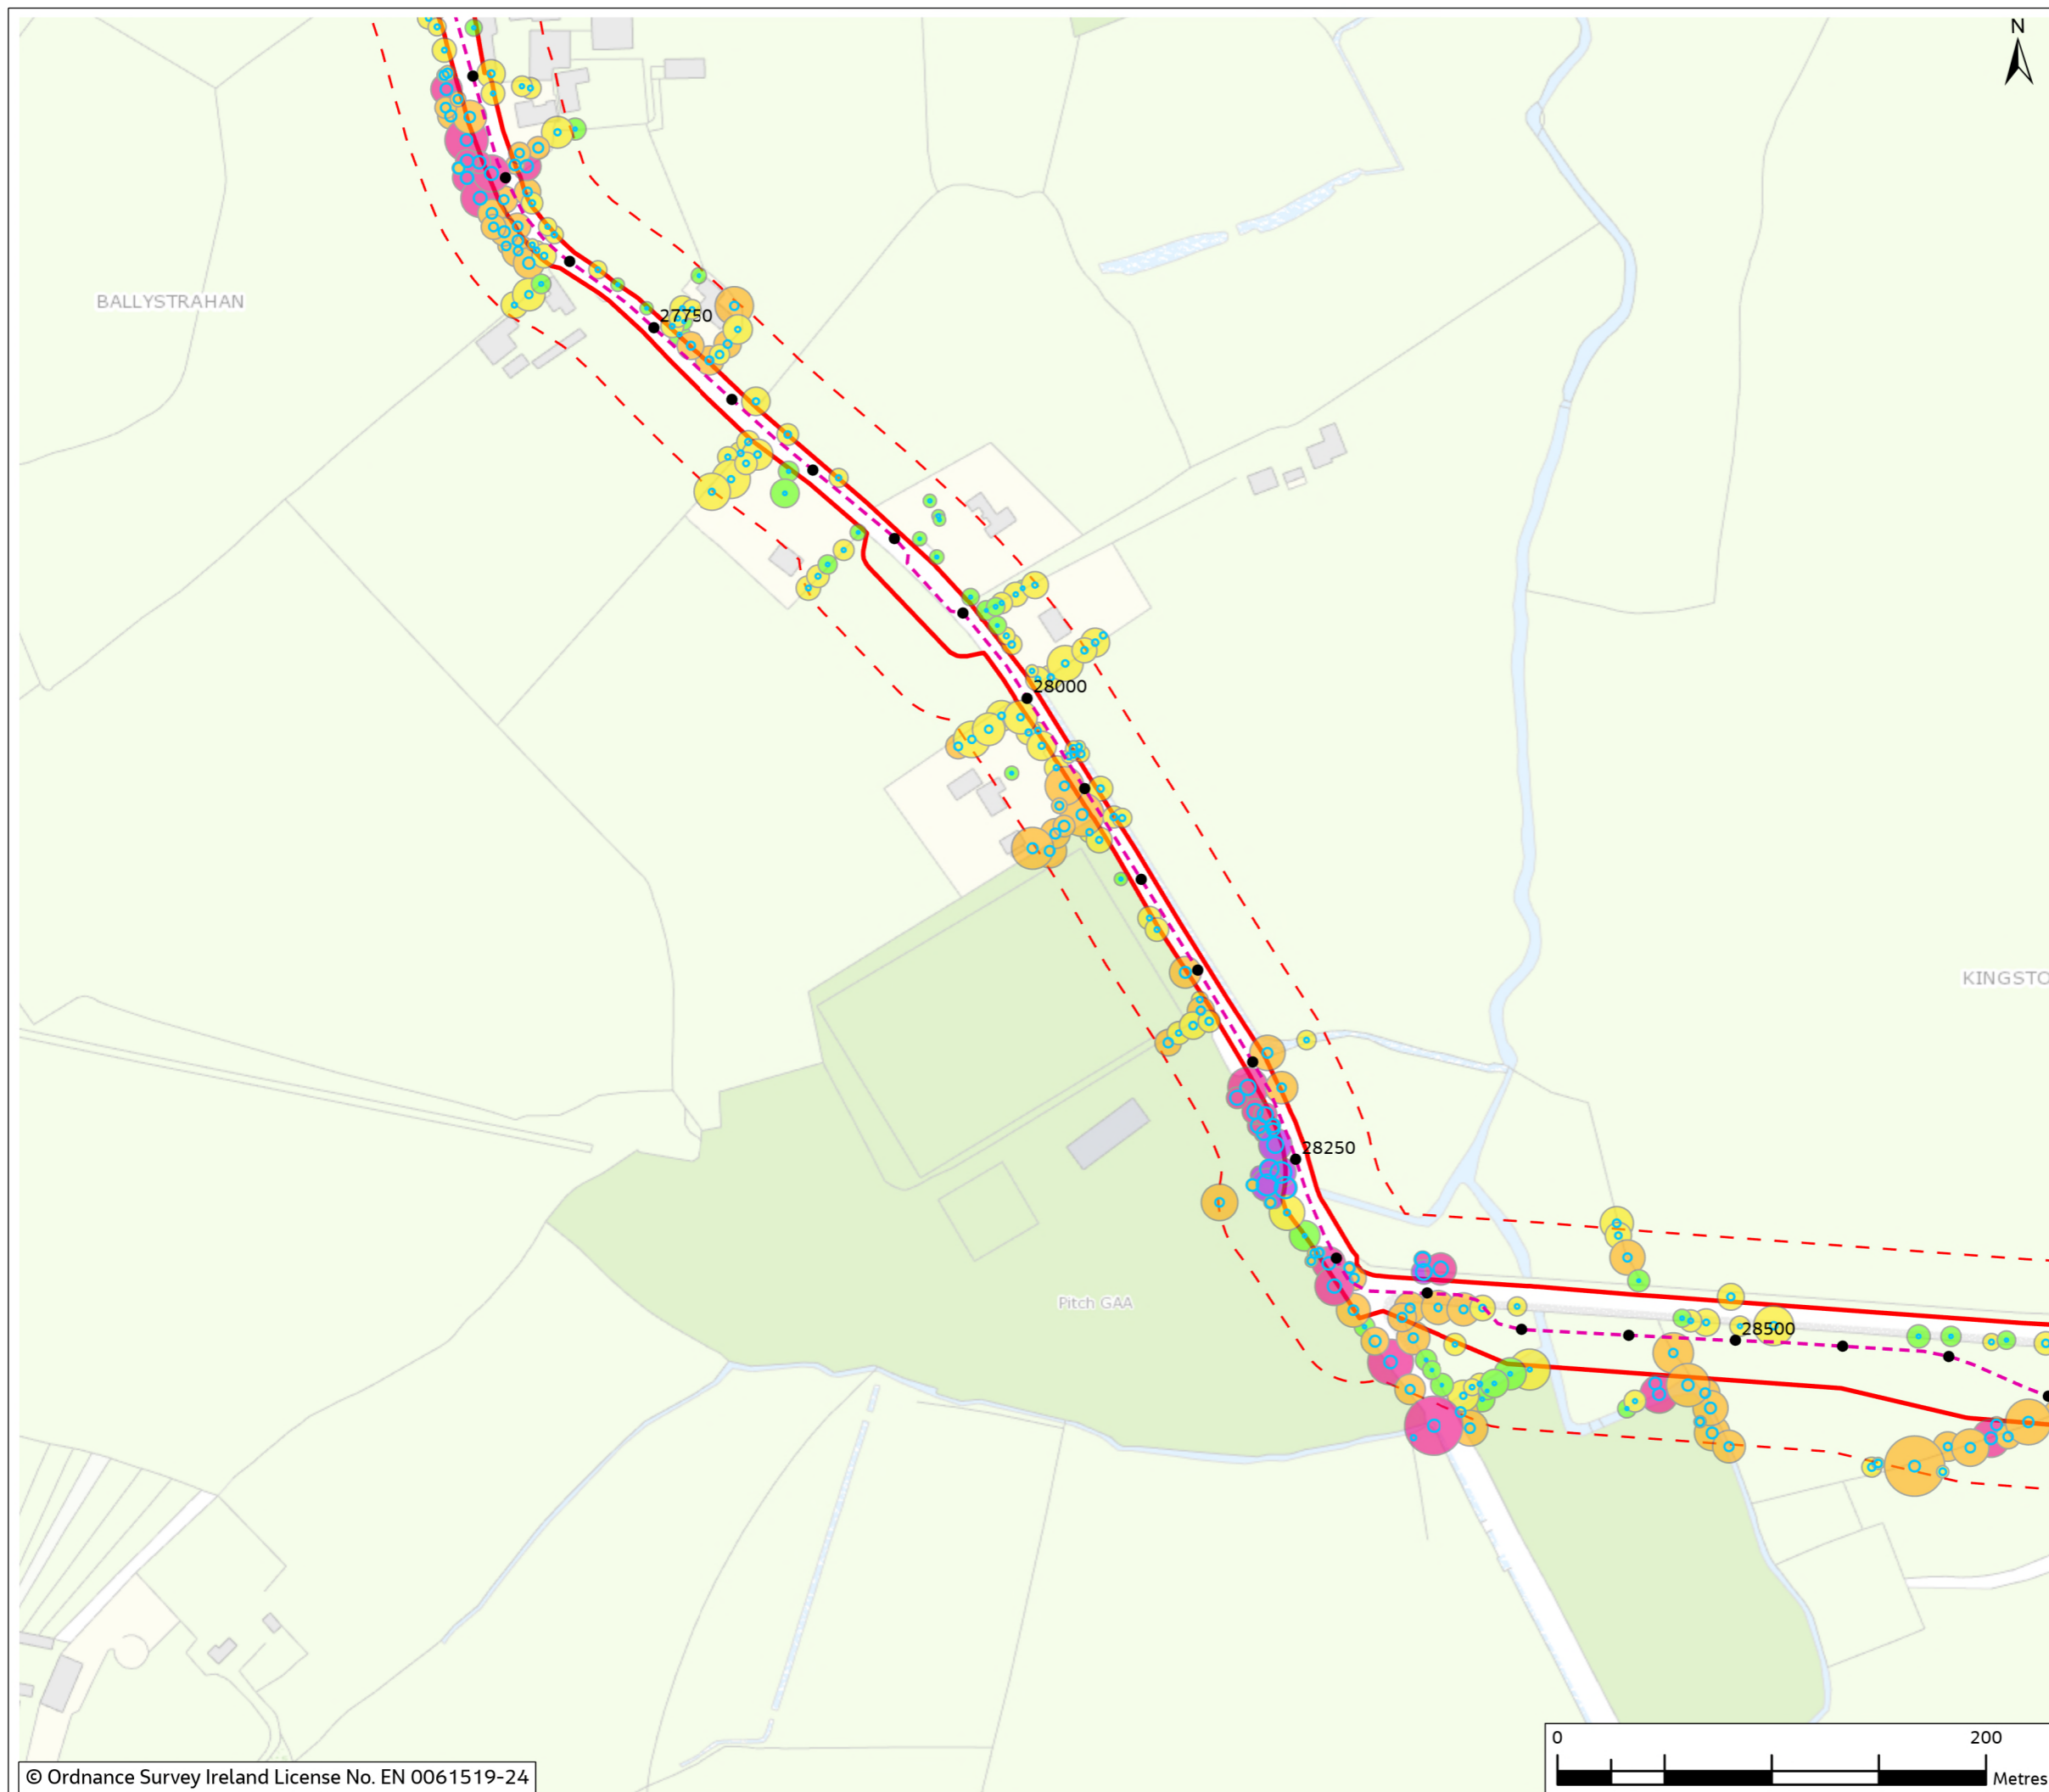 N
BALLYSTRAHAN
27750
28000
KINGSTO
28250
Pitch GAA
28500
0 200
Metres
© Ordnance Survey Ireland License No. EN 0061519-24